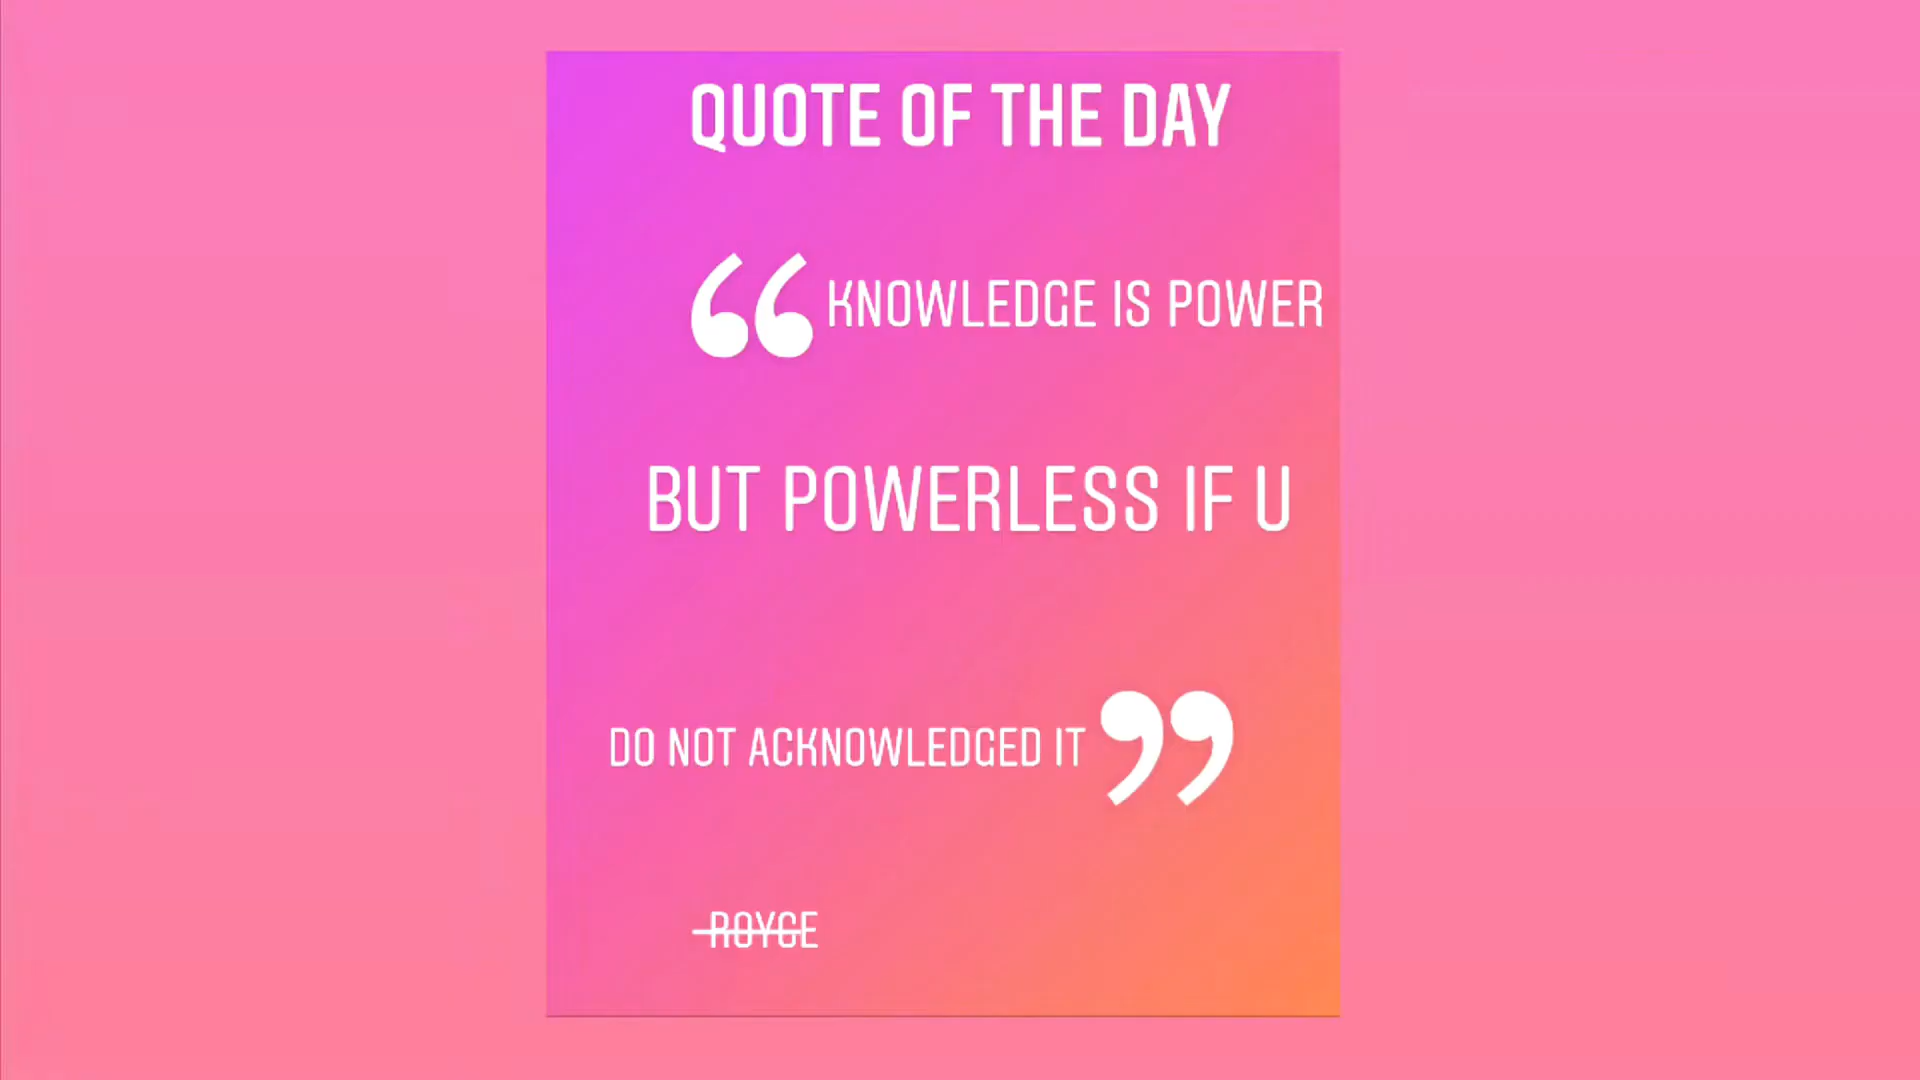 QUOTE OF THE DAY
“ KNOWLEDGE IS POWER
BUT POWERLESS IF U
DO NOT ACKNOWLEDGED IT ”
—ROYCE